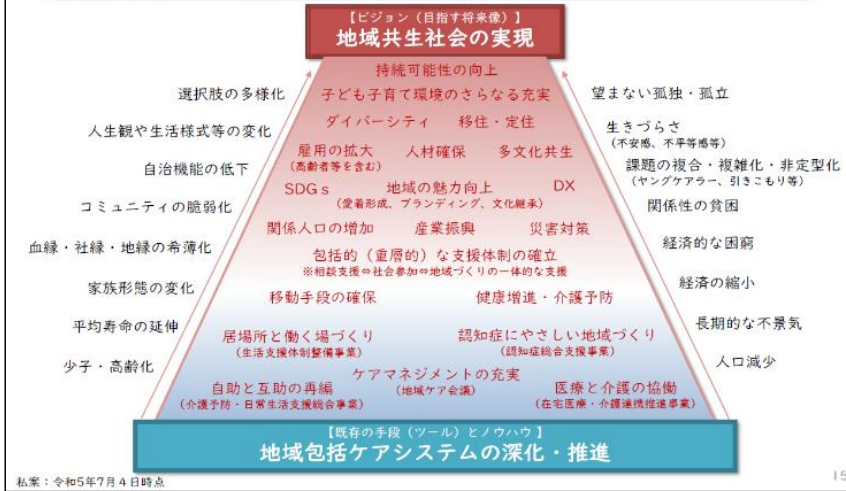 【ビジョン(目指す将来像)】
地域共生社会の実現
持続可能性の向上
子ども子育て環境のさらなる充実
ダイバーシティ 移住・定住
雇用の拡大 人材確保 多文化共生
(高齢者等を含む)
SDGs 地域の魅力向上 DX
(愛着形成、ブランディング、文化継承)
関係人口の増加 産業振興 災害対策
包括的(重層的)な支援体制の確立
※相談支援⇔社会参加⇔地域づくりの一体的な支援
移動手段の確保 健康増進・介護予防
居場所と働く場づくり 認知症にやさしい地域づくり
(生活支援体制整備事業) (認知症総合支援事業)
ケアマネジメントの充実
(地域ケア会議)
自助と互助の再編 医療と介護の協働
(介護予防・日常生活支援総合事業) (在宅医療・介護連携推進事業)
選択肢の多様化
人生観や生活様式等の変化
自治機能の低下
コミュニティの脆弱化
血縁・社縁・地縁の希薄化
家族形態の変化
平均寿命の延伸
少子・高齢化
望まない孤独・孤立
生きづらさ
(不安感、不平等感等)
課題の複合・複雑化・非定型化
(ヤングケアラー、引きこもり等)
関係性の貧困
経済的な困窮
経済の縮小
長期的な不景気
人口減少
【既存の手段(ツール)とノウハウ】
地域包括ケアシステムの深化・推進
私案:令和5年7月4日時点
15